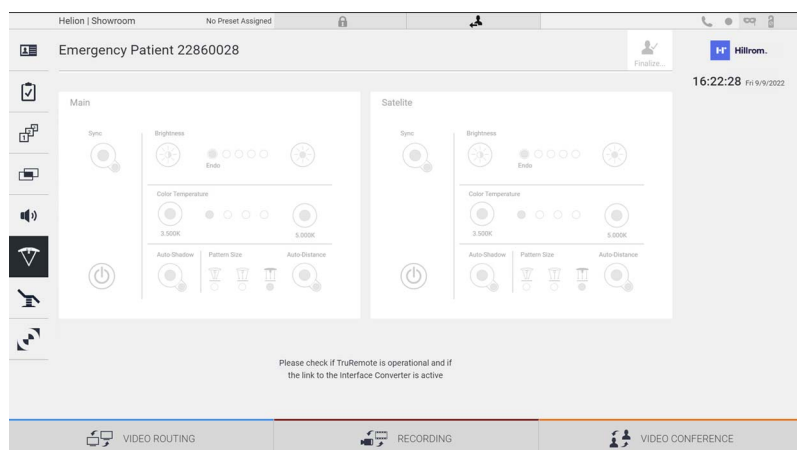 Helion | Showroom
No Preset Assigned
Emergency Patient 22860028
Finalize...
Hillrom.
16:22:28 Fri 9/9/2022
Main
Sync
Brightness
Endo
Color Temperature
3.500K
5.000K
Auto-Shadow
Pattern Size
Auto-Distance
Satelite
Sync
Brightness
Endo
Color Temperature
3.500K
5.000K
Auto-Shadow
Pattern Size
Auto-Distance
Please check if TruRemote is operational and if
the link to the Interface Converter is active
VIDEO ROUTING
RECORDING
VIDEO CONFERENCE